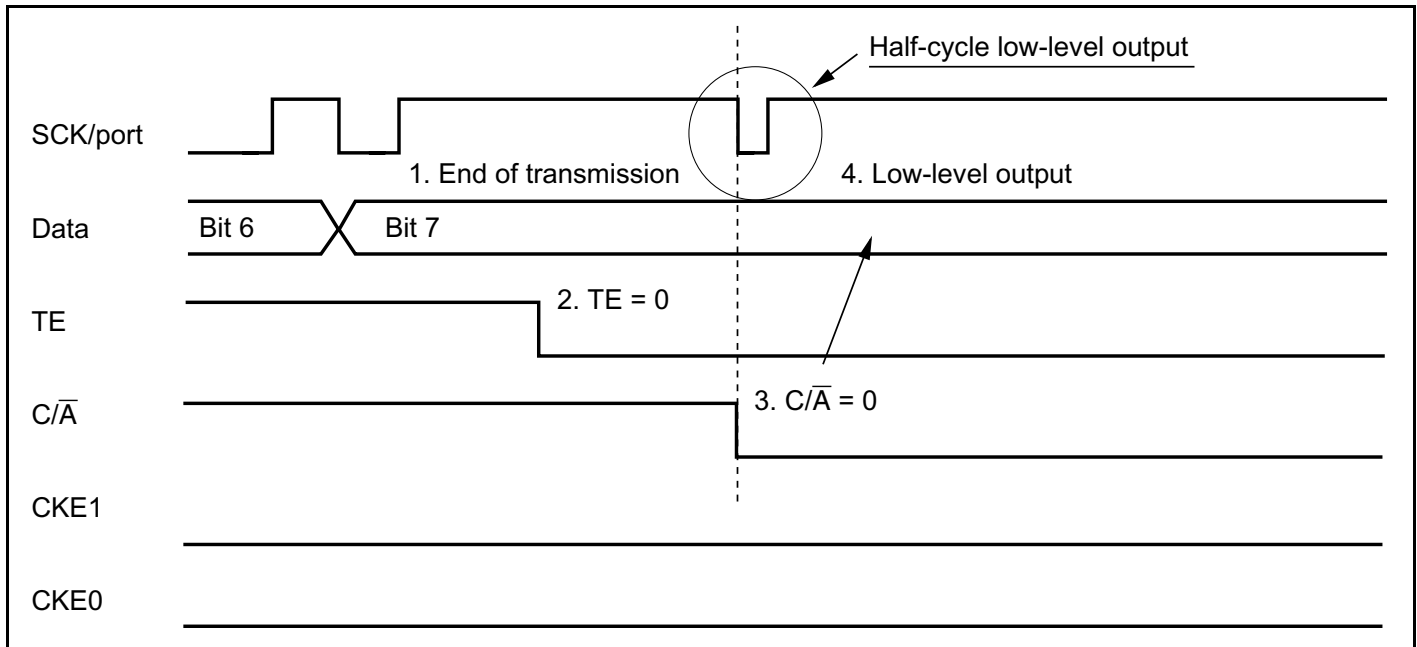 Half-cycle low-level output
SCK/port
1. End of transmission
4. Low-level output
Data
Bit 6
Bit 7
TE
2. TE = 0
C/A̅
3. C/A̅ = 0
CKE1
CKE0